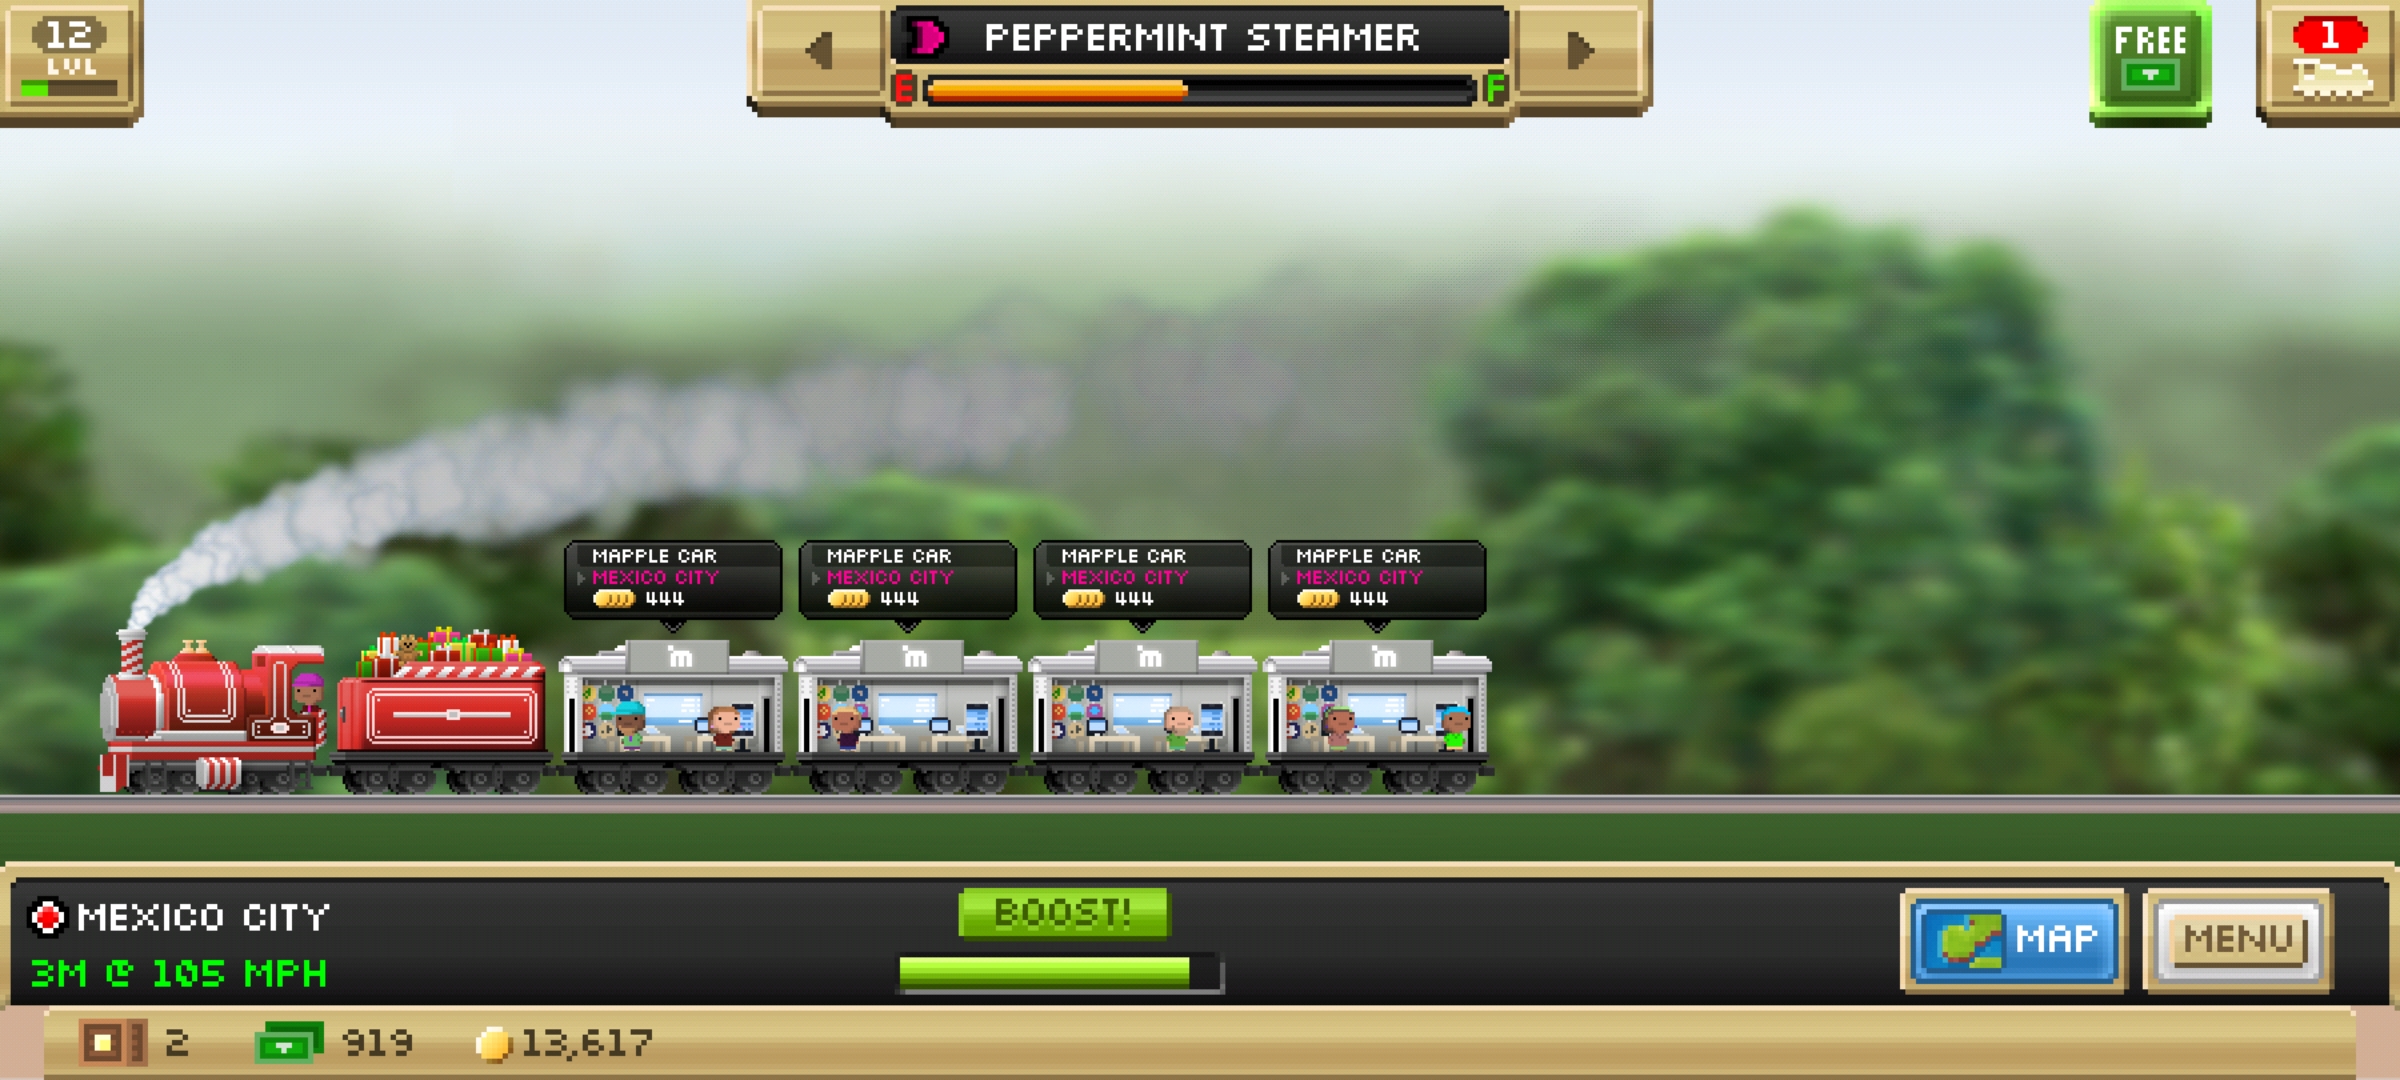 12
LVL
PEPPERMINT STEAMER
E F
FREE
1
MAPPLE CAR
MEXICO CITY
444
MAPPLE CAR
MEXICO CITY
444
MAPPLE CAR
MEXICO CITY
444
MAPPLE CAR
MEXICO CITY
444
m
m
m
m
MEXICO CITY
3M @ 105 MPH
BOOST!
MAP
MENU
2
919
13,617